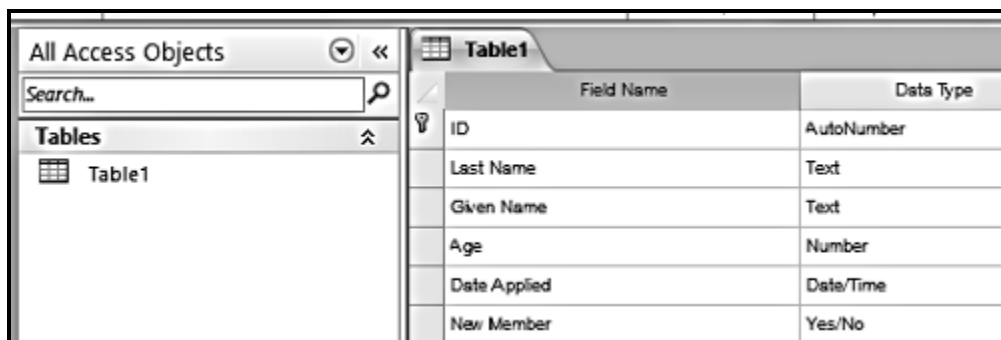 All Access Objects
Search...
Tables
Table1
Table1
Field Name Data Type
ID AutoNumber
Last Name Text
Given Name Text
Age Number
Date Applied Date/Time
New Member Yes/No